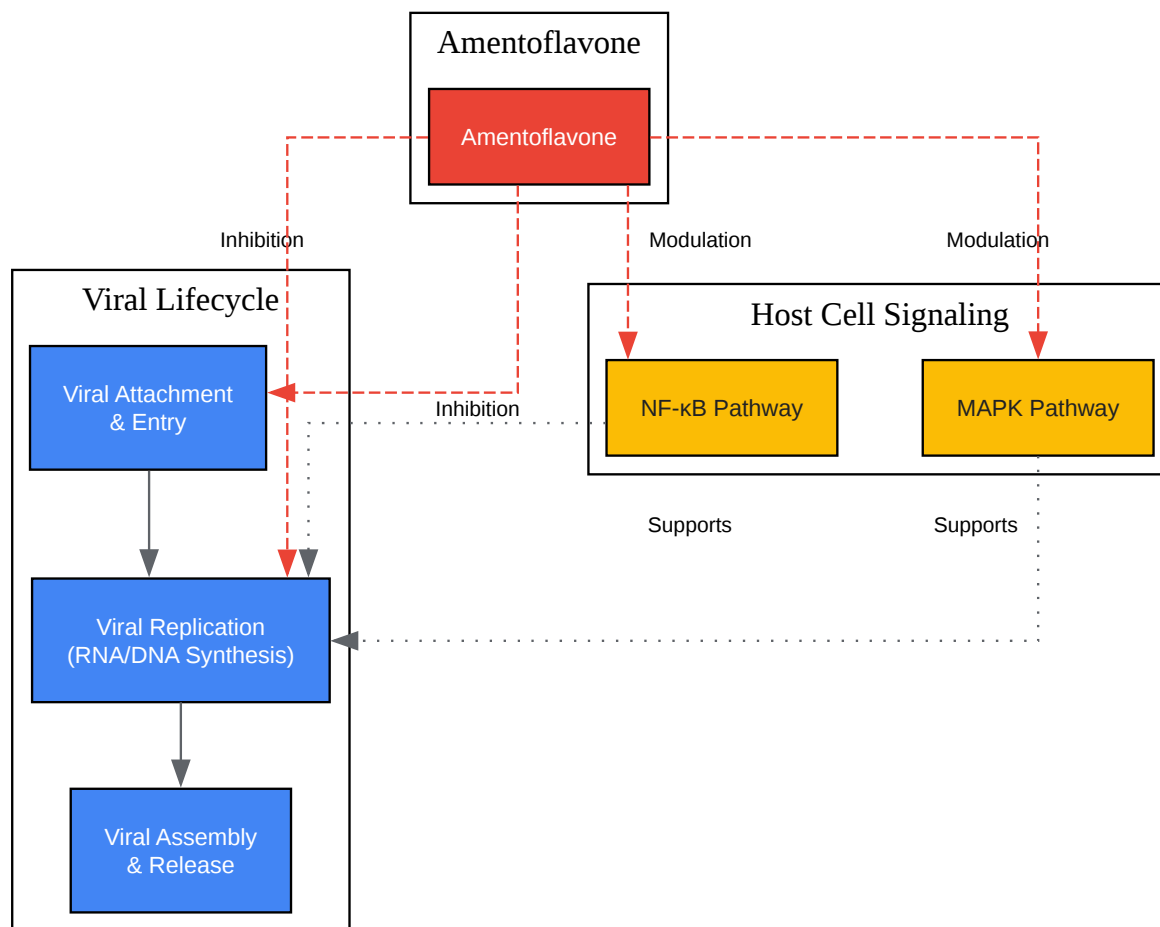 Amentoflavone
Amentoflavone
Inhibition
Modulation
Modulation
Viral Lifecycle
Host Cell Signaling
Viral Attachment
& Entry
Inhibition
NF-κB Pathway
MAPK Pathway
Supports
Supports
Viral Replication
(RNA/DNA Synthesis)
Viral Assembly
& Release